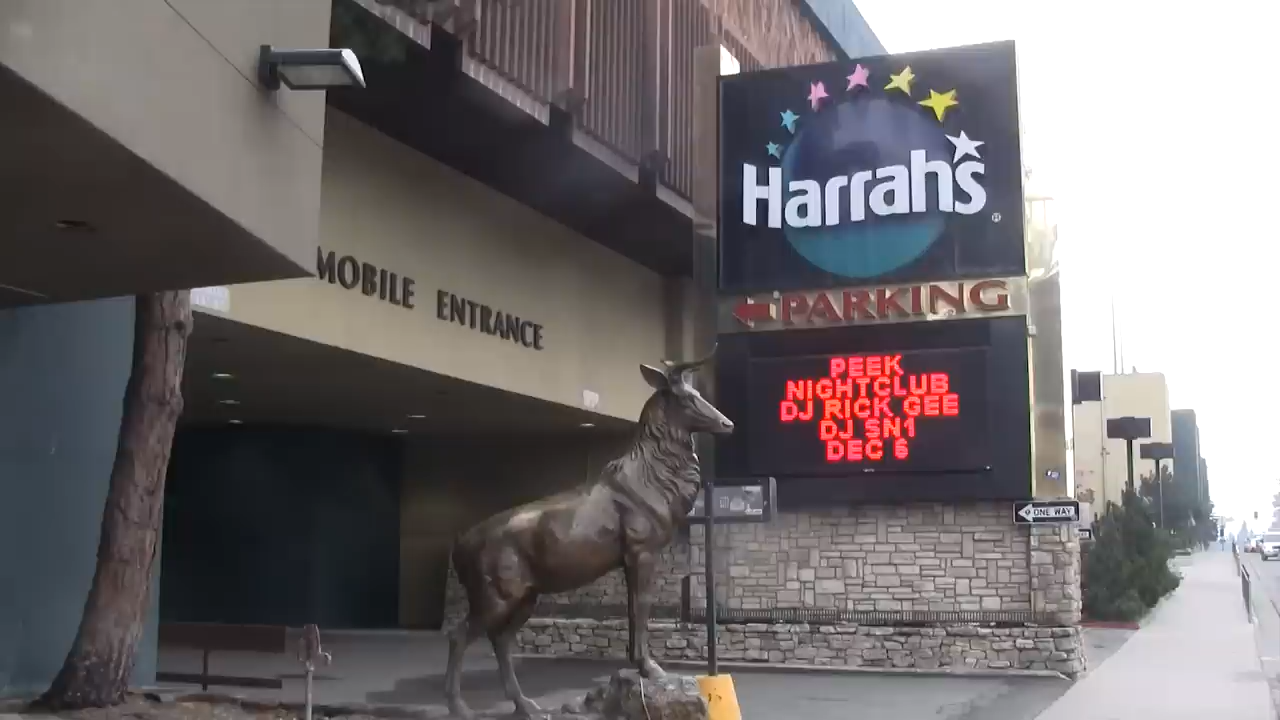 MOBILE ENTRANCE
Harrah's
PARKING
PEEK
NIGHTCLUB
DJ RICK GEE
DJ SN1
DEC 6
ONE WAY